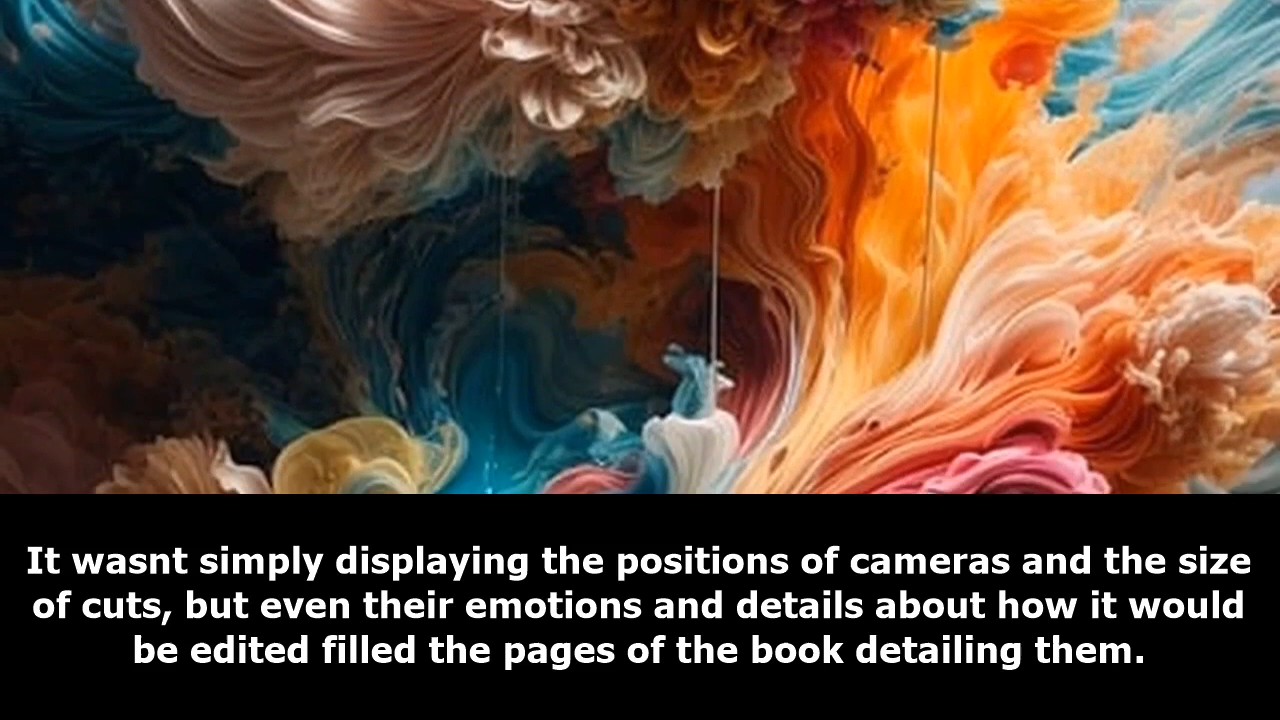 It wasnt simply displaying the positions of cameras and the size
of cuts, but even their emotions and details about how it would
be edited filled the pages of the book detailing them.